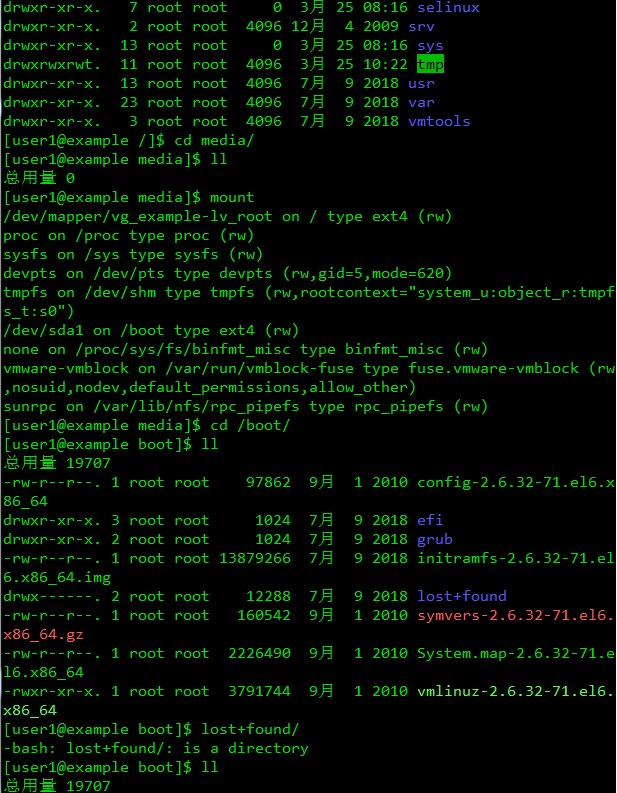 drwxr-xr-x.   7 root root     0  3月  25 08:16 selinux
drwxr-xr-x.   2 root root  4096 12月   4 2009 srv
drwxr-xr-x.  13 root root     0  3月  25 08:16 sys
drwxrwxrwt.  11 root root  4096  3月  25 10:22 tmp
drwxr-xr-x.  13 root root  4096  7月   9 2018 usr
drwxr-xr-x.  23 root root  4096  7月   9 2018 var
drwxr-xr-x.   3 root root  4096  7月   9 2018 vmtools
[user1@example /]$ cd media/
[user1@example media]$ ll
总用量 0
[user1@example media]$ mount
/dev/mapper/vg_example-lv_root on / type ext4 (rw)
proc on /proc type proc (rw)
sysfs on /sys type sysfs (rw)
devpts on /dev/pts type devpts (rw,gid=5,mode=620)
tmpfs on /dev/shm type tmpfs (rw,rootcontext="system_u:object_r:tmpf
s_t:s0")
/dev/sda1 on /boot type ext4 (rw)
none on /proc/sys/fs/binfmt_misc type binfmt_misc (rw)
vmware-vmblock on /var/run/vmblock-fuse type fuse.vmware-vmblock (rw
,nosuid,nodev,default_permissions,allow_other)
sunrpc on /var/lib/nfs/rpc_pipefs type rpc_pipefs (rw)
[user1@example media]$ cd /boot/
[user1@example boot]$ ll
总用量 19707
-rw-r--r--. 1 root root    97862  9月   1 2010 config-2.6.32-71.el6.x
86_64
drwxr-xr-x. 3 root root     1024  7月   9 2018 efi
drwxr-xr-x. 2 root root     1024  7月   9 2018 grub
-rw-r--r--. 1 root root 13879266  7月   9 2018 initramfs-2.6.32-71.el
6.x86_64.img
drwx------. 2 root root    12288  7月   9 2018 lost+found
-rw-r--r--. 1 root root   160542  9月   1 2010 symvers-2.6.32-71.el6.
x86_64.gz
-rw-r--r--. 1 root root  2226490  9月   1 2010 System.map-2.6.32-71.e
l6.x86_64
-rwxr-xr-x. 1 root root  3791744  9月   1 2010 vmlinuz-2.6.32-71.el6.
x86_64
[user1@example boot]$ lost+found/
-bash: lost+found/: is a directory
[user1@example boot]$ ll
总用量 19707